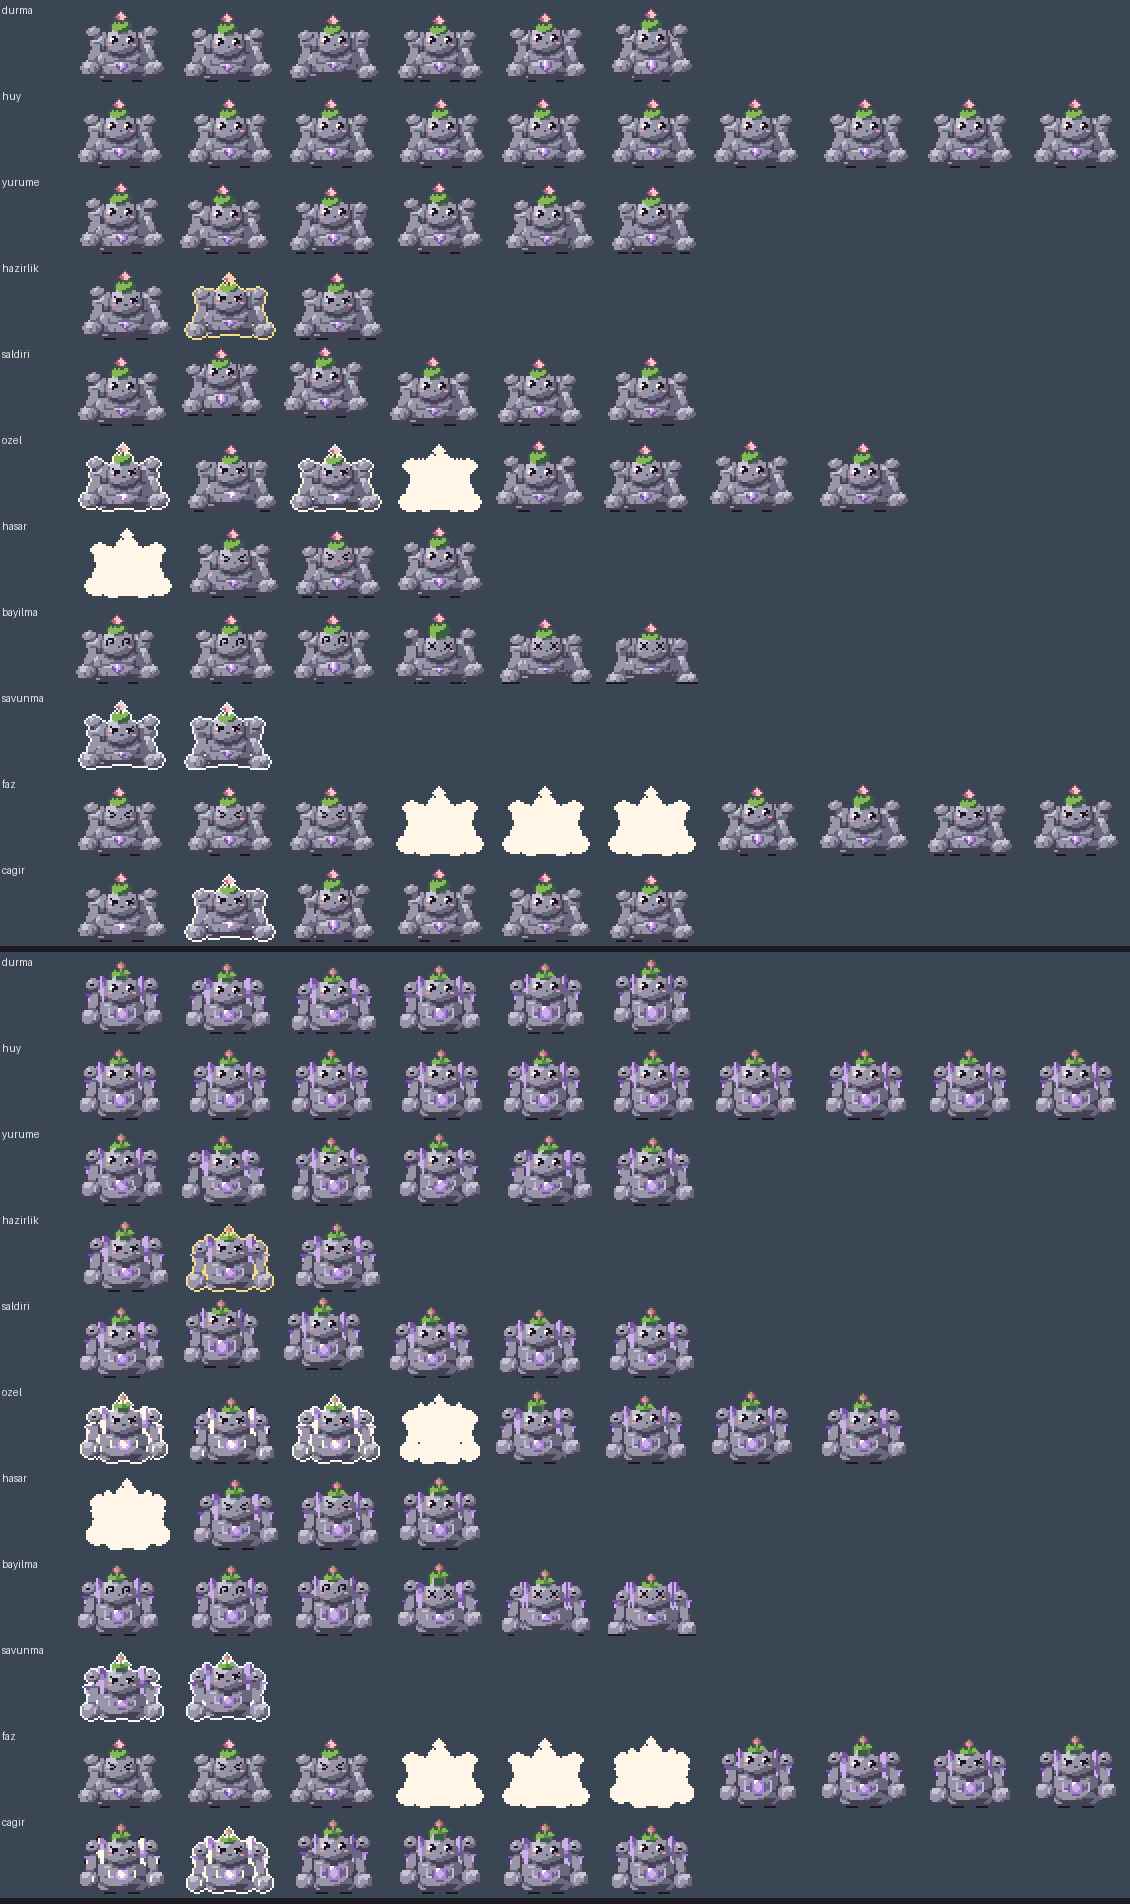 durma
huy
yurume
hazirlik
saldiri
ozel
hasar
bayilma
savunma
faz
cagir
durma
huy
yurume
hazirlik
saldiri
ozel
hasar
bayilma
savunma
faz
cagir